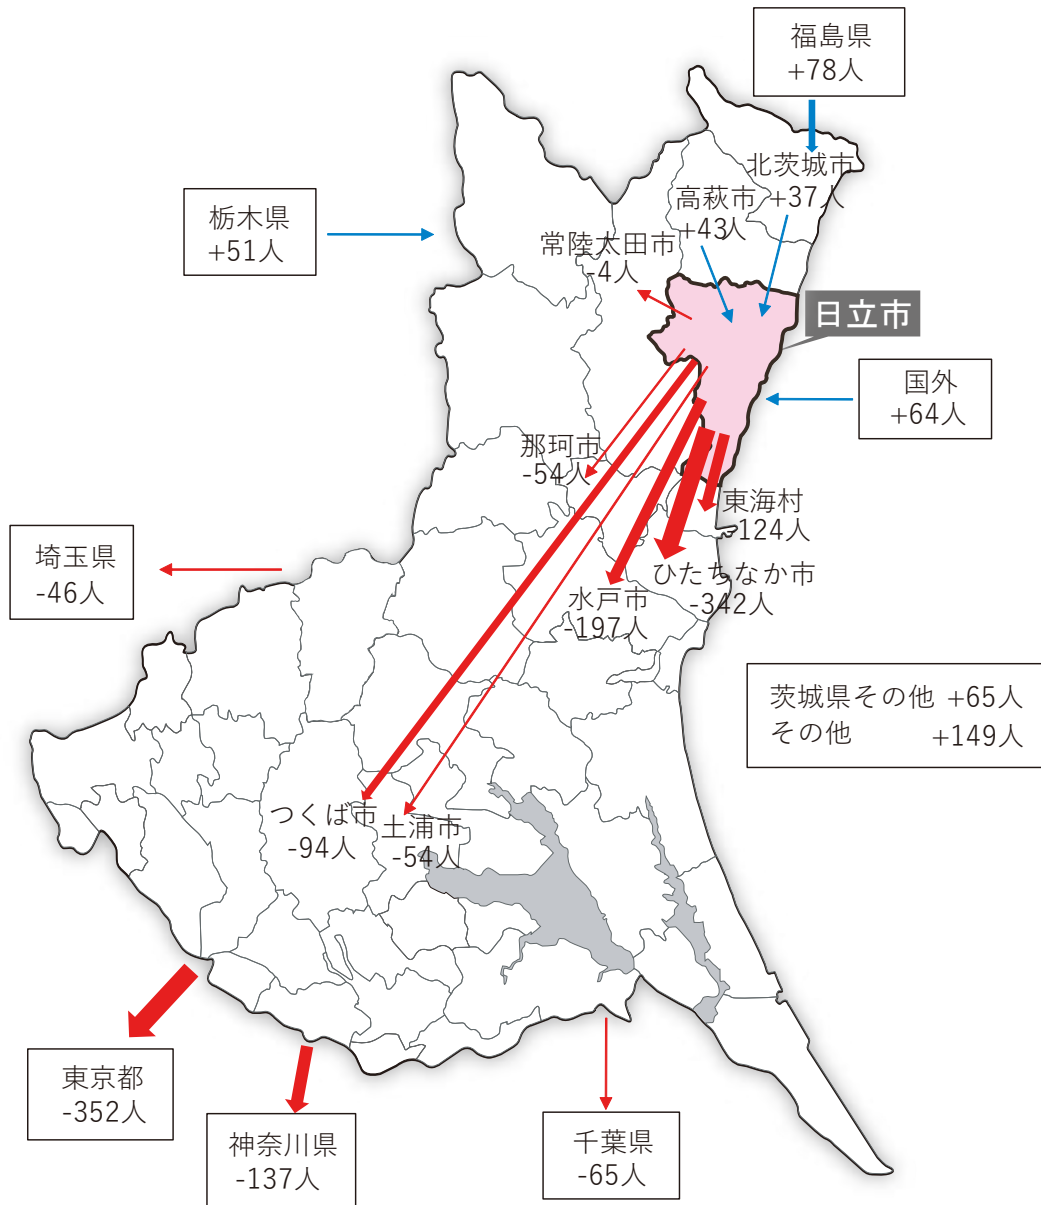 福島県
+78人
北茨城市
+37人
高萩市
+43人
栃木県
+51人
常陸太田市
-4人
日立市
国外
+64人
那珂市
-54人
東海村
-124人
埼玉県
-46人
ひたちなか市
-342人
水戸市
-197人
茨城県その他 +65人
その他 +149人
つくば市
-94人
土浦市
-54人
東京都
-352人
神奈川県
-137人
千葉県
-65人